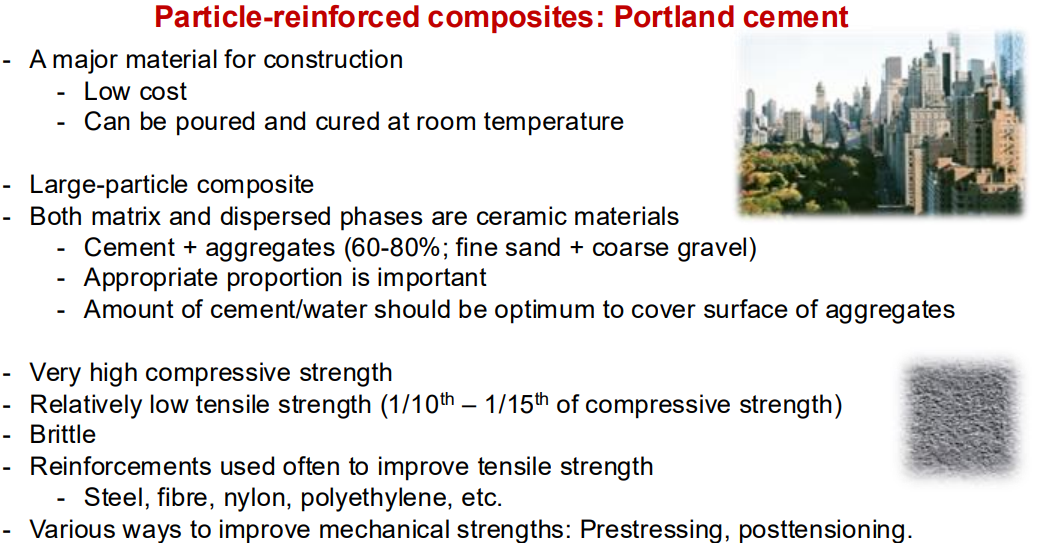 Particle-reinforced composites: Portland cement
- A major material for construction
- Low cost
- Can be poured and cured at room temperature
- Large-particle composite
- Both matrix and dispersed phases are ceramic materials
- Cement + aggregates (60-80%; fine sand + coarse gravel)
- Appropriate proportion is important
- Amount of cement/water should be optimum to cover surface of aggregates
- Very high compressive strength
- Relatively low tensile strength (1/10th – 1/15th of compressive strength)
- Brittle
- Reinforcements used often to improve tensile strength
- Steel, fibre, nylon, polyethylene, etc.
- Various ways to improve mechanical strengths: Prestressing, posttensioning.